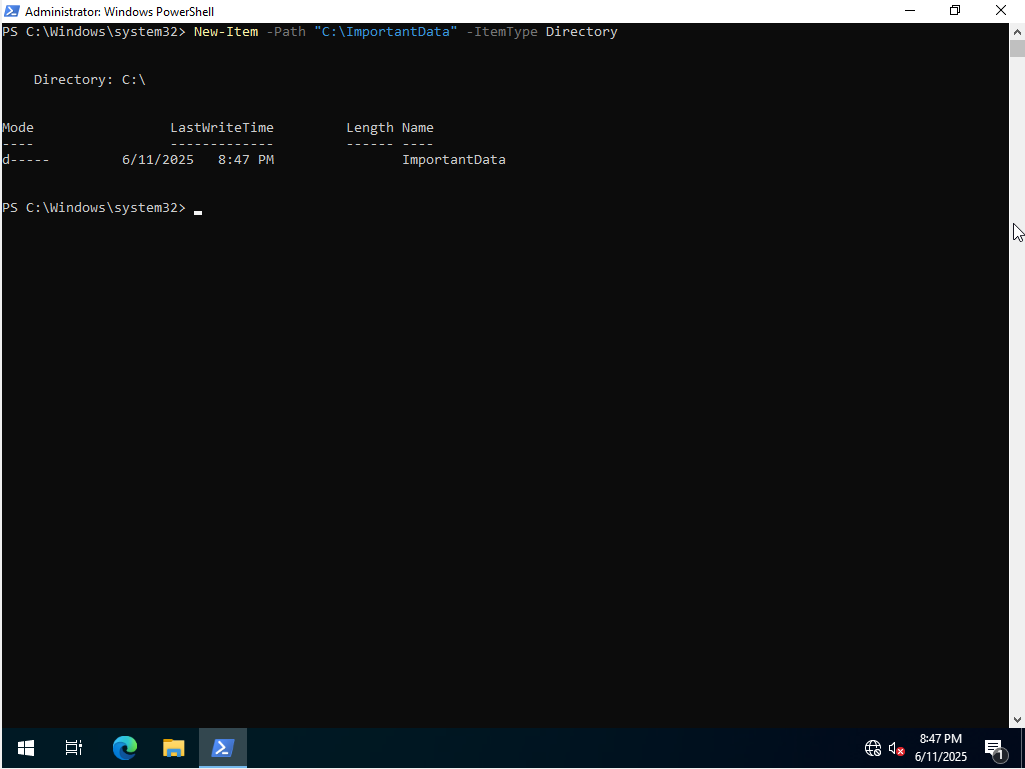 Administrator: Windows PowerShell
PS C:\Windows\system32> New-Item -Path "C:\ImportantData" -ItemType Directory
    Directory: C:\
Mode                 LastWriteTime         Length Name
----                 -------------         ------ ----
d-----         6/11/2025   8:47 PM                ImportantData
PS C:\Windows\system32>
8:47 PM
6/11/2025
1